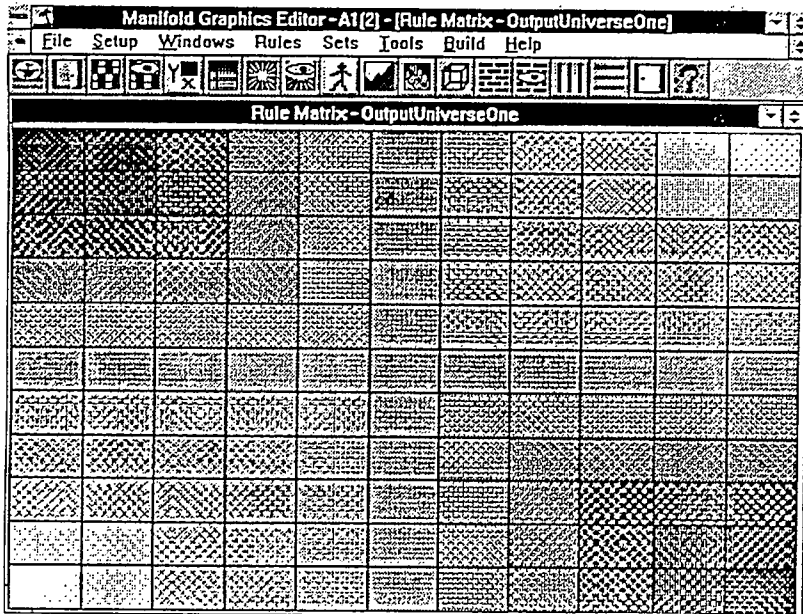 Manifold Graphics Editor - A1(2) - [Rule Matrix - OutputUniverseOne]
File Setup Windows Rules Sets Tools Build Help
Y X ?
Rule Matrix - OutputUniverseOne